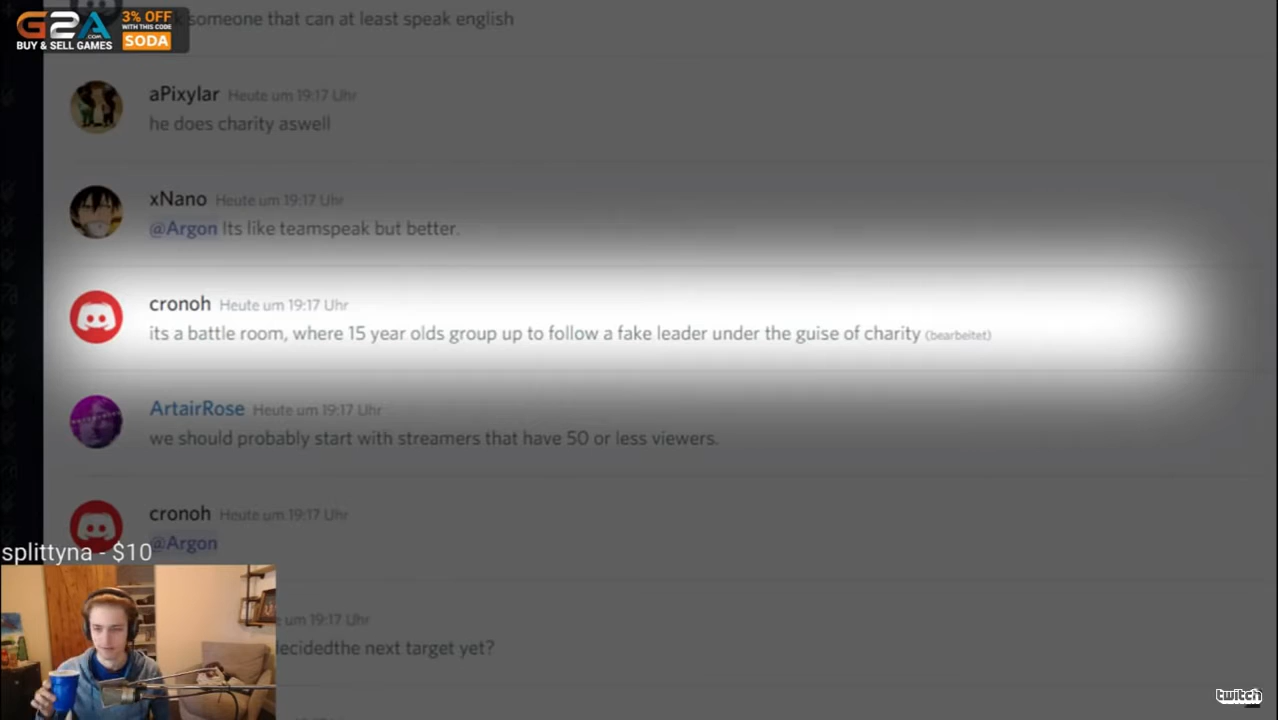 G2A.COM
BUY & SELL GAMES
3% OFF
WITH THIS CODE
SODA
someone that can at least speak english
aPixylar Heute um 19:17 Uhr
he does charity aswell
xNano Heute um 19:17 Uhr
@Argon Its like teamspeak but better.
cronoh Heute um 19:17 Uhr
its a battle room, where 15 year olds group up to follow a fake leader under the guise of charity (bearbeitet)
ArtairRose Heute um 19:17 Uhr
we should probably start with streamers that have 50 or less viewers.
cronoh Heute um 19:17 Uhr
@Argon
splittyna - $10
um 19:17 Uhr
decidedthe next target yet?
twitch